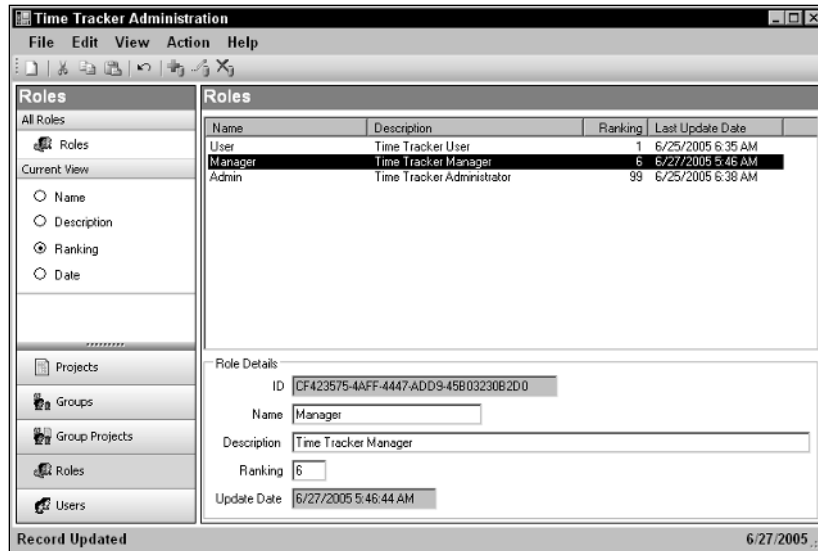 Time Tracker Administration
File Edit View Action Help
Roles
All Roles
Roles
Current View
Name
Description
Ranking
Date
Projects
Groups
Group Projects
Roles
Users
Roles
Name Description Ranking Last Update Date
User Time Tracker User 1 6/25/2005 6:35 AM
Manager Time Tracker Manager 6 6/27/2005 5:46 AM
Admin Time Tracker Administrator 99 6/25/2005 6:38 AM
Role Details
ID CF423575-4AFF-4447-ADD9-45B03230B2D0
Name Manager
Description Time Tracker Manager
Ranking 6
Update Date 6/27/2005 5:46:44 AM
Record Updated 6/27/2005